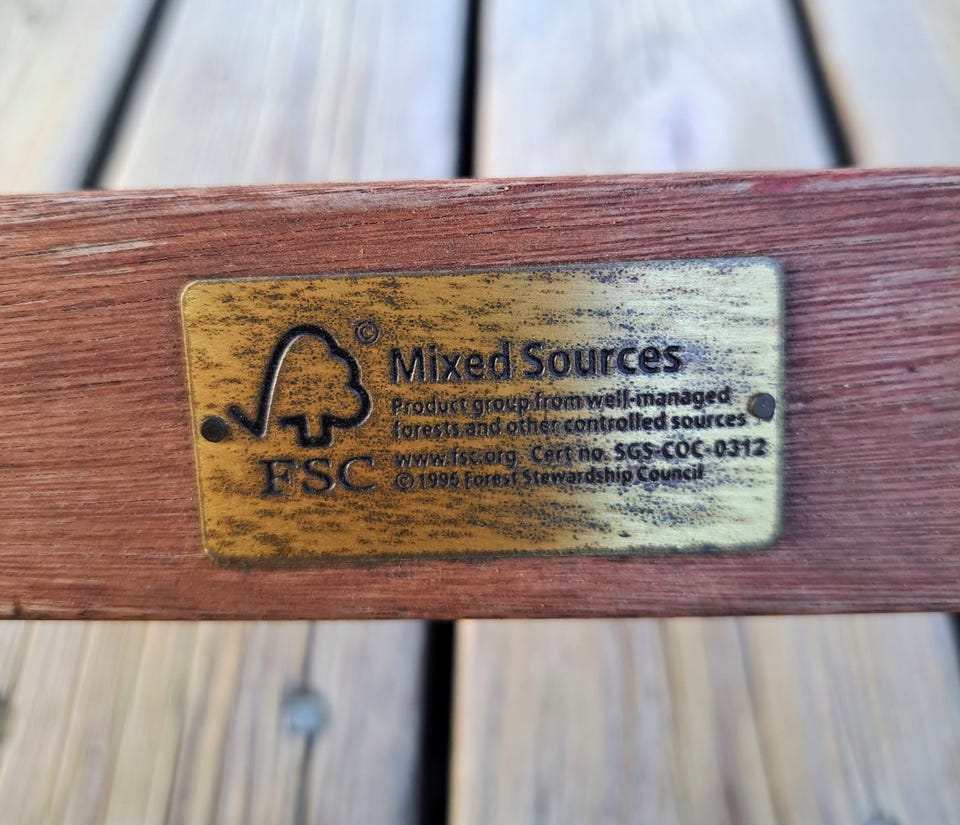 ©
Mixed Sources
Product group from well-managed
forests and other controlled sources
www.fsc.org Cert no. SGS-COC-0312
© 1996 Forest Stewardship Council
FSC